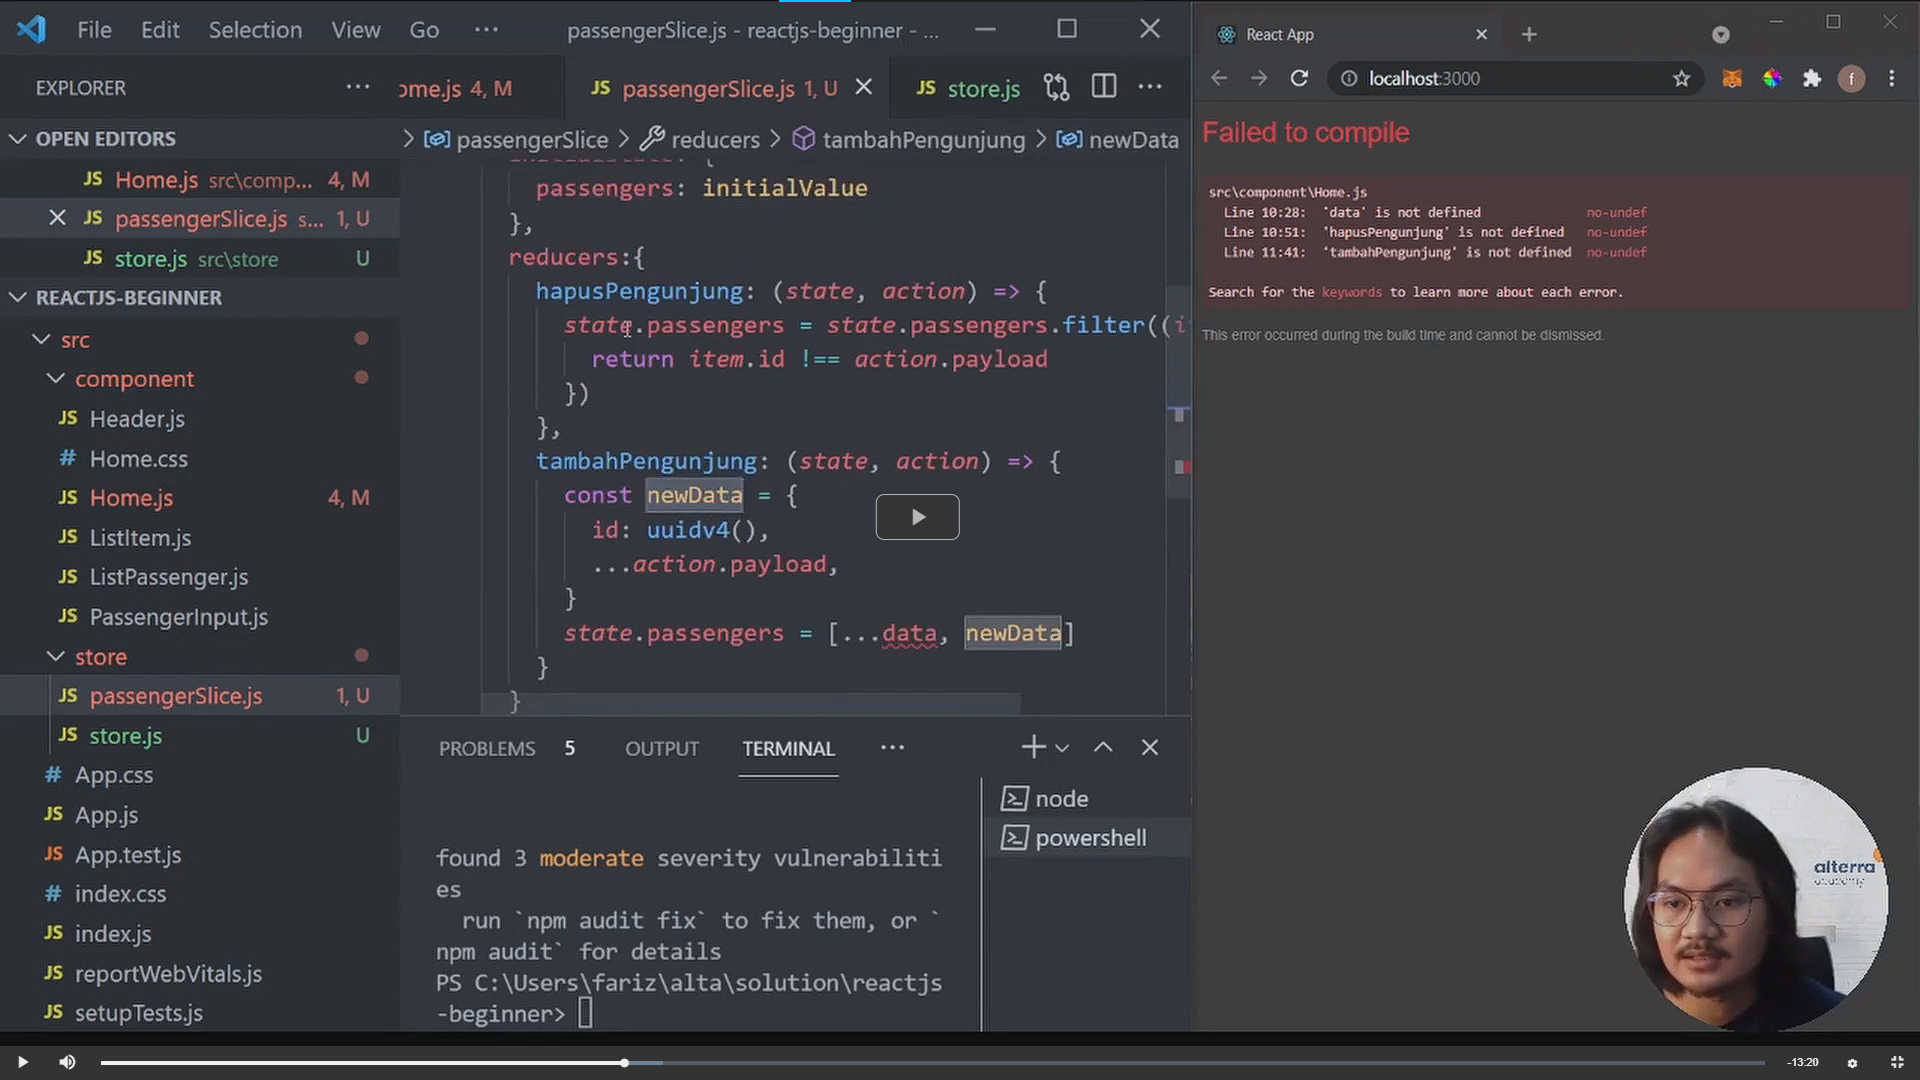 File Edit Selection View Go ··· passengerSlice.js - reactjs-beginner - ...
EXPLORER ···
ome.js 4, M JS passengerSlice.js 1, U JS store.js ···
OPEN EDITORS
JS Home.js src\comp... 4, M
JS passengerSlice.js s... 1, U
JS store.js src\store U
REACTJS-BEGINNER
src
component
JS Header.js
# Home.css
JS Home.js 4, M
JS ListItem.js
JS ListPassenger.js
JS PassengerInput.js
store
JS passengerSlice.js 1, U
JS store.js U
# App.css
JS App.js
JS App.test.js
# index.css
JS index.js
JS reportWebVitals.js
JS setupTests.js
passengerSlice > reducers > tambahPengunjung > newData
passengers: initialValue
},
reducers:{
hapusPengunjung: (state, action) => {
state.passengers = state.passengers.filter((i
return item.id !== action.payload
})
},
tambahPengunjung: (state, action) => {
const newData = {
id: uuidv4(),
...action.payload,
}
state.passengers = [...data, newData]
}
}
PROBLEMS 5 OUTPUT TERMINAL ···
found 3 moderate severity vulnerabiliti
es
run `npm audit fix` to fix them, or `
npm audit` for details
PS C:\Users\fariz\alta\solution\reactjs
-beginner>
node
powershell
React App
localhost:3000
f
Failed to compile
src\component\Home.js
Line 10:28: 'data' is not defined no-undef
Line 10:51: 'hapusPengunjung' is not defined no-undef
Line 11:41: 'tambahPengunjung' is not defined no-undef
Search for the keywords to learn more about each error.
This error occurred during the build time and cannot be dismissed.
alterra
academy
-13:20